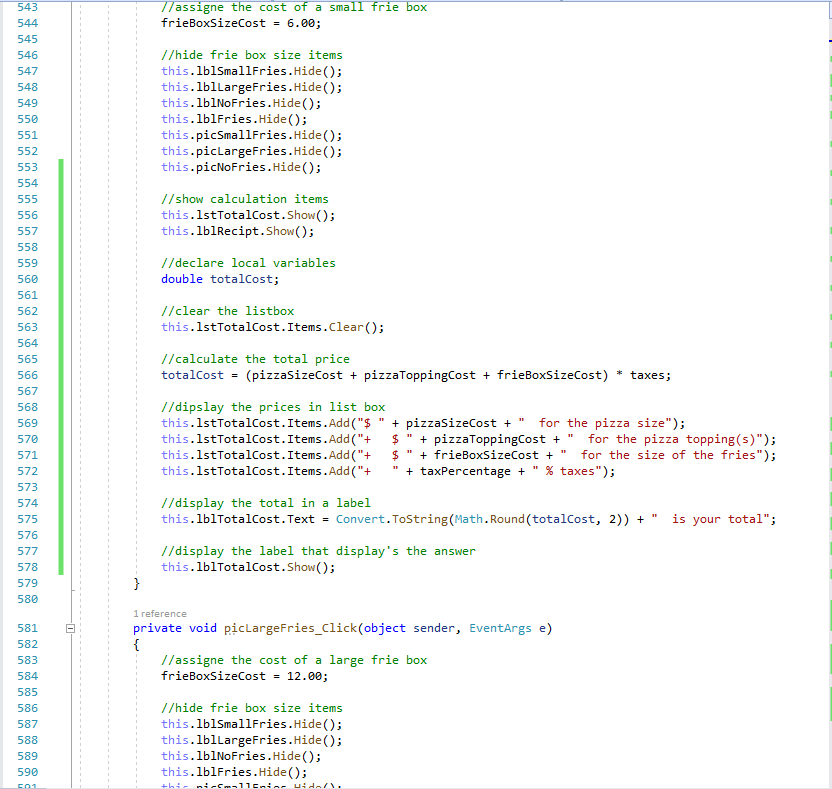 543 //assigne the cost of a small frie box
544 frieBoxSizeCost = 6.00;
545
546 //hide frie box size items
547 this.lblSmallFries.Hide();
548 this.lblLargeFries.Hide();
549 this.lblNoFries.Hide();
550 this.lblFries.Hide();
551 this.picSmallFries.Hide();
552 this.picLargeFries.Hide();
553 this.picNoFries.Hide();
554
555 //show calculation items
556 this.lstTotalCost.Show();
557 this.lblRecipt.Show();
558
559 //declare local variables
560 double totalCost;
561
562 //clear the listbox
563 this.lstTotalCost.Items.Clear();
564
565 //calculate the total price
566 totalCost = (pizzaSizeCost + pizzaToppingCost + frieBoxSizeCost) * taxes;
567
568 //dipslay the prices in list box
569 this.lstTotalCost.Items.Add("$ " + pizzaSizeCost + "  for the pizza size");
570 this.lstTotalCost.Items.Add("+   $ " + pizzaToppingCost + "  for the pizza topping(s)");
571 this.lstTotalCost.Items.Add("+   $ " + frieBoxSizeCost + "  for the size of the fries");
572 this.lstTotalCost.Items.Add("+   " + taxPercentage + " % taxes");
573
574 //display the total in a label
575 this.lblTotalCost.Text = Convert.ToString(Math.Round(totalCost, 2)) + "  is your total";
576
577 //display the label that display's the answer
578 this.lblTotalCost.Show();
579 }
580
1 reference
581 private void picLargeFries_Click(object sender, EventArgs e)
582 {
583 //assigne the cost of a large frie box
584 frieBoxSizeCost = 12.00;
585
586 //hide frie box size items
587 this.lblSmallFries.Hide();
588 this.lblLargeFries.Hide();
589 this.lblNoFries.Hide();
590 this.lblFries.Hide();
591 this.picSmallFries.Hide();